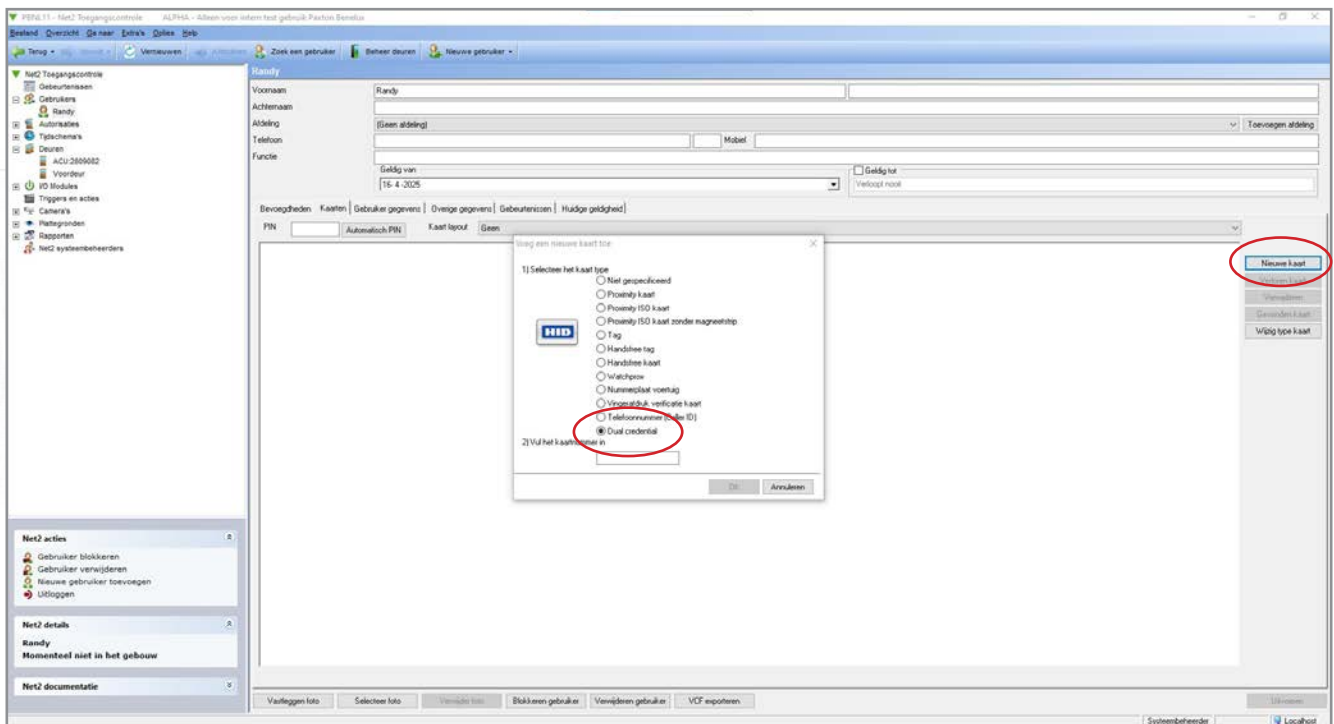 PBNL11 - Net2 Toegangscontrole ALPHA - Alleen voor intern test gebruik Paxton Benelux
Bestand Overzicht Ga naar Extra's Opties Help
Terug Vernieuwen Zoek een gebruiker Beheer deuren Nieuwe gebruiker
Net2 Toegangscontrole
Gebeurtenissen
Gebruikers
Randy
Autorisaties
Tijdschema's
Deuren
ACU:2809082
Voordeur
I/O Modules
Triggers en acties
Camera's
Plattegronden
Rapporten
Net2 systeembeheerders
Randy
Voornaam Randy
Achternaam
Afdeling (Geen afdeling) Toevoegen afdeling
Telefoon Mobiel
Functie
Geldig van Geldig tot
16- 4 -2025 Verloopt nooit
Bevoegdheden Kaarten Gebruiker gegevens Overige gegevens Gebeurtenissen Huidige geldigheid
PIN Automatisch PIN Kaart layout Geen
Voeg een nieuwe kaart toe
1) Selecteer het kaart type
Niet gespecificeerd
Proximity kaart
Proximity ISO kaart
Proximity ISO kaart zonder magneetstrip
HID
Tag
Handsfree tag
Handsfree kaart
Watchprox
Nummerplaat voertuig
Vingerafdruk verificatie kaart
Telefoonnummer (Caller ID)
Dual credential
2) Vul het kaartnummer in
OK Annuleren
Nieuwe kaart
Verloren kaart
Verwijderen
Gevonden kaart
Wijzig type kaart
Net2 acties
Gebruiker blokkeren
Gebruiker verwijderen
Nieuwe gebruiker toevoegen
Uitloggen
Net2 details
Randy
Momenteel niet in het gebouw
Net2 documentatie
Vastleggen foto Selecteer foto Verwijder foto Blokkeren gebruiker Verwijderen gebruiker VCF exporteren Uitvoeren
Systeembeheerder Localhost